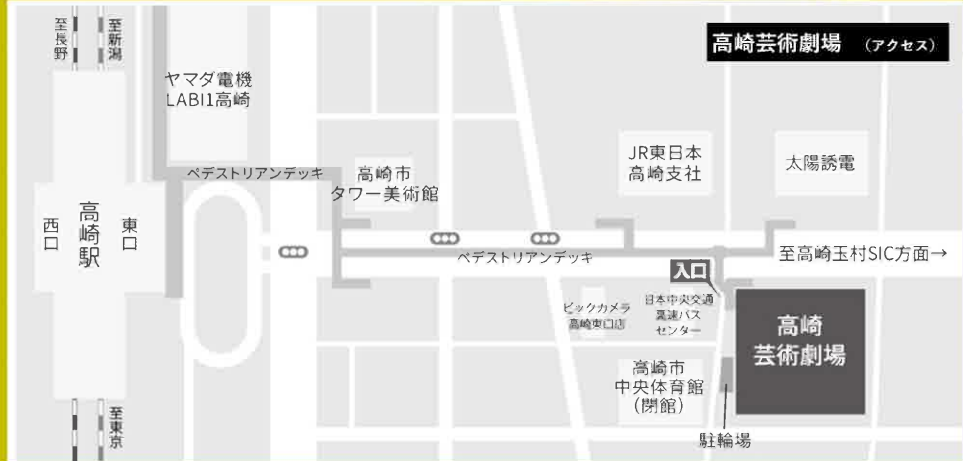 高崎芸術劇場 （アクセス）
至長野
至新潟
ヤマダ電機
LABI1高崎
ペデストリアンデッキ
高崎市
タワー美術館
JR東日本
高崎支社
太陽誘電
西口
高崎駅
東口
ペデストリアンデッキ
至高崎玉村SIC方面→
入口
ビックカメラ
高崎東口店
日本中央交通
高速バス
センター
高崎
芸術劇場
高崎市
中央体育館
（閉館）
至東京
駐輪場